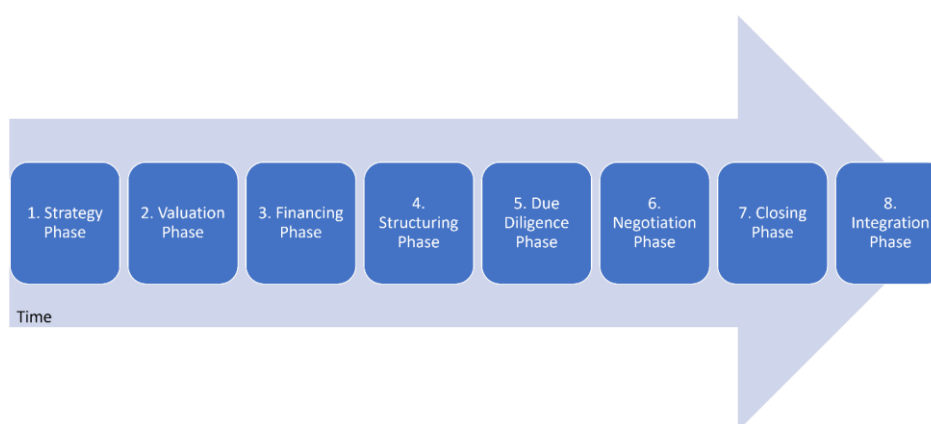 1. Strategy
Phase
2. Valuation
Phase
3. Financing
Phase
4.
Structuring
Phase
5. Due
Diligence
Phase
6.
Negotiation
Phase
7. Closing
Phase
8.
Integration
Phase
Time